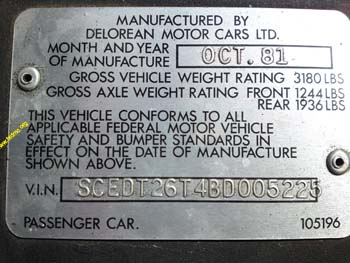 MANUFACTURED BY
DELOREAN MOTOR CARS LTD.
MONTH AND YEAR
OF MANUFACTURE OCT.81
GROSS VEHICLE WEIGHT RATING 3180 LBS
GROSS AXLE WEIGHT RATING FRONT 1244 LBS
REAR 1936 LBS
THIS VEHICLE CONFORMS TO ALL
APPLICABLE FEDERAL MOTOR VEHICLE
SAFETY AND BUMPER STANDARDS IN
EFFECT ON THE DATE OF MANUFACTURE
SHOWN ABOVE.
V.I.N. SCEDT26T4BD005225
PASSENGER CAR. 105196